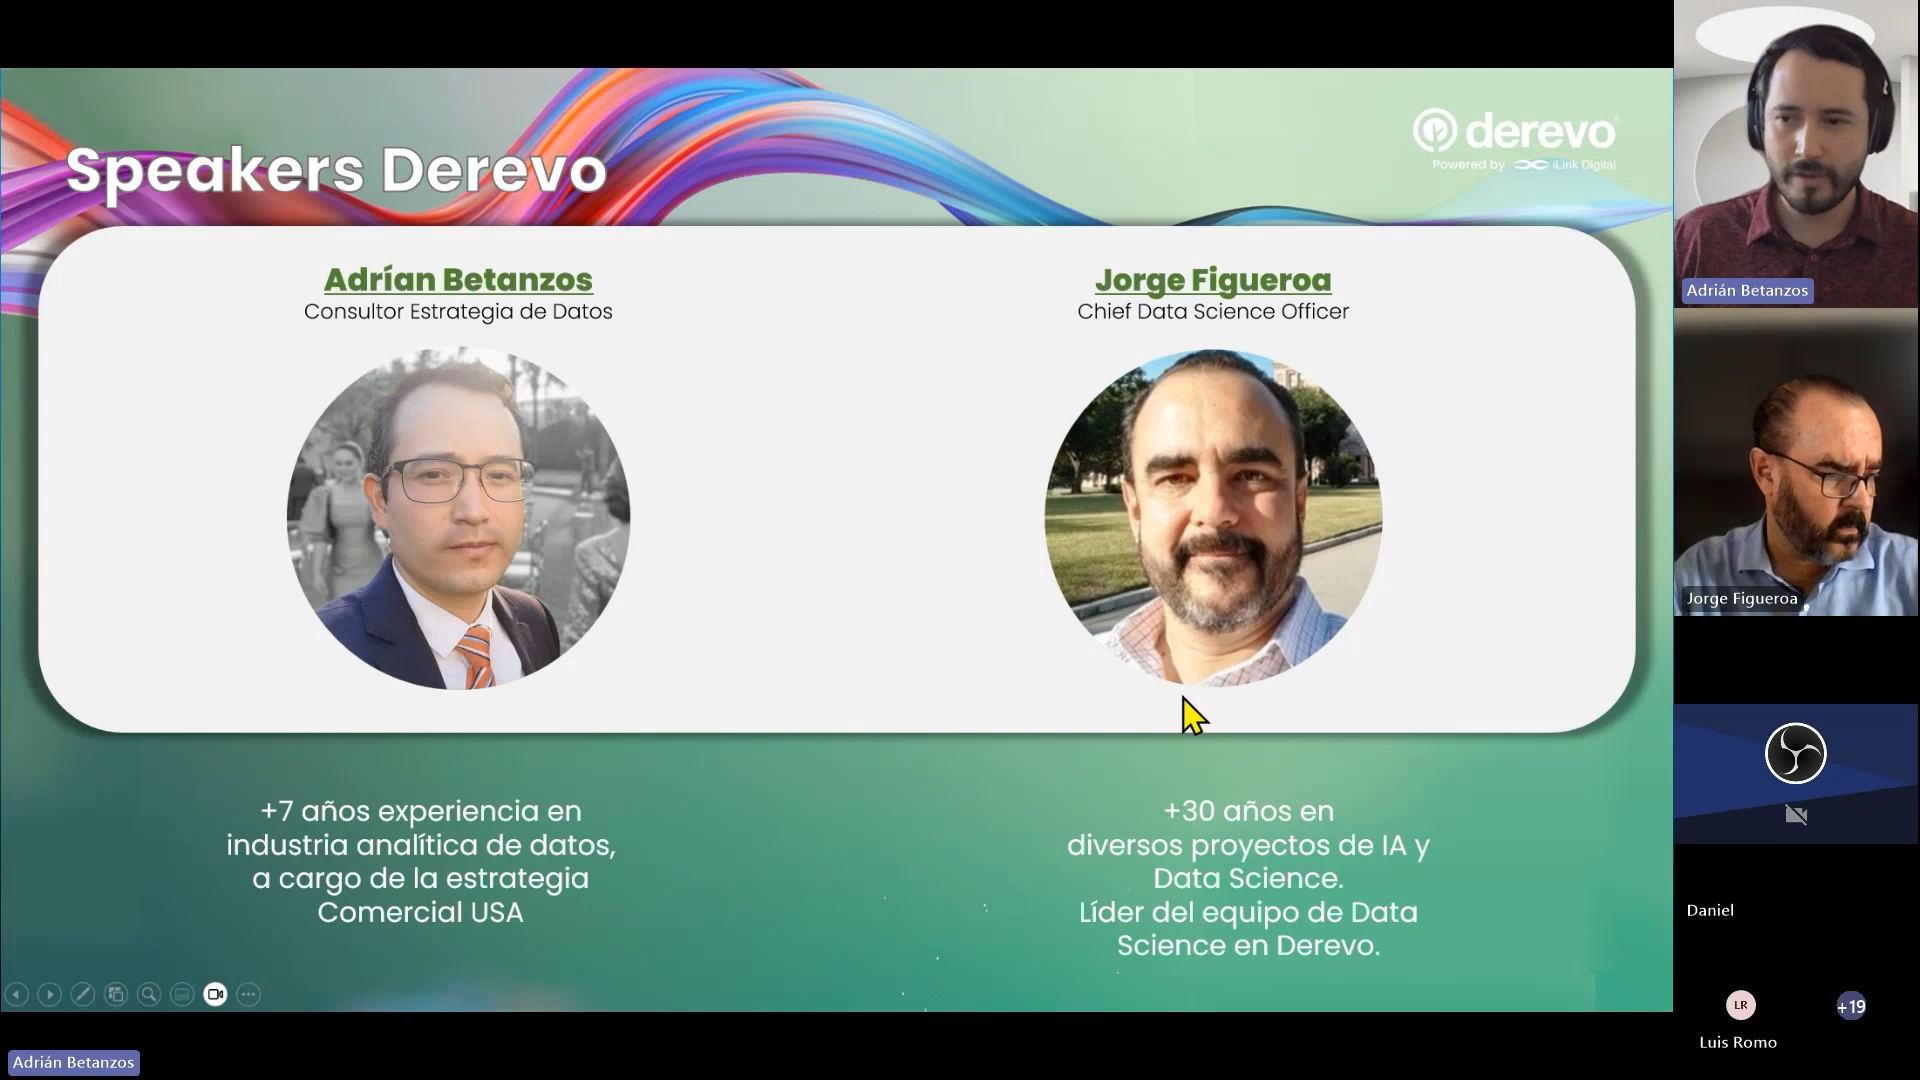 Speakers Derevo
derevo
Powered by iLink Digital
Adrían Betanzos
Consultor Estrategia de Datos
Jorge Figueroa
Chief Data Science Officer
+7 años experiencia en
industria analítica de datos,
a cargo de la estrategia
Comercial USA
+30 años en
diversos proyectos de IA y
Data Science.
Líder del equipo de Data
Science en Derevo.
Adrián Betanzos
Adrián Betanzos
Jorge Figueroa
Daniel
LR
+19
Luis Romo